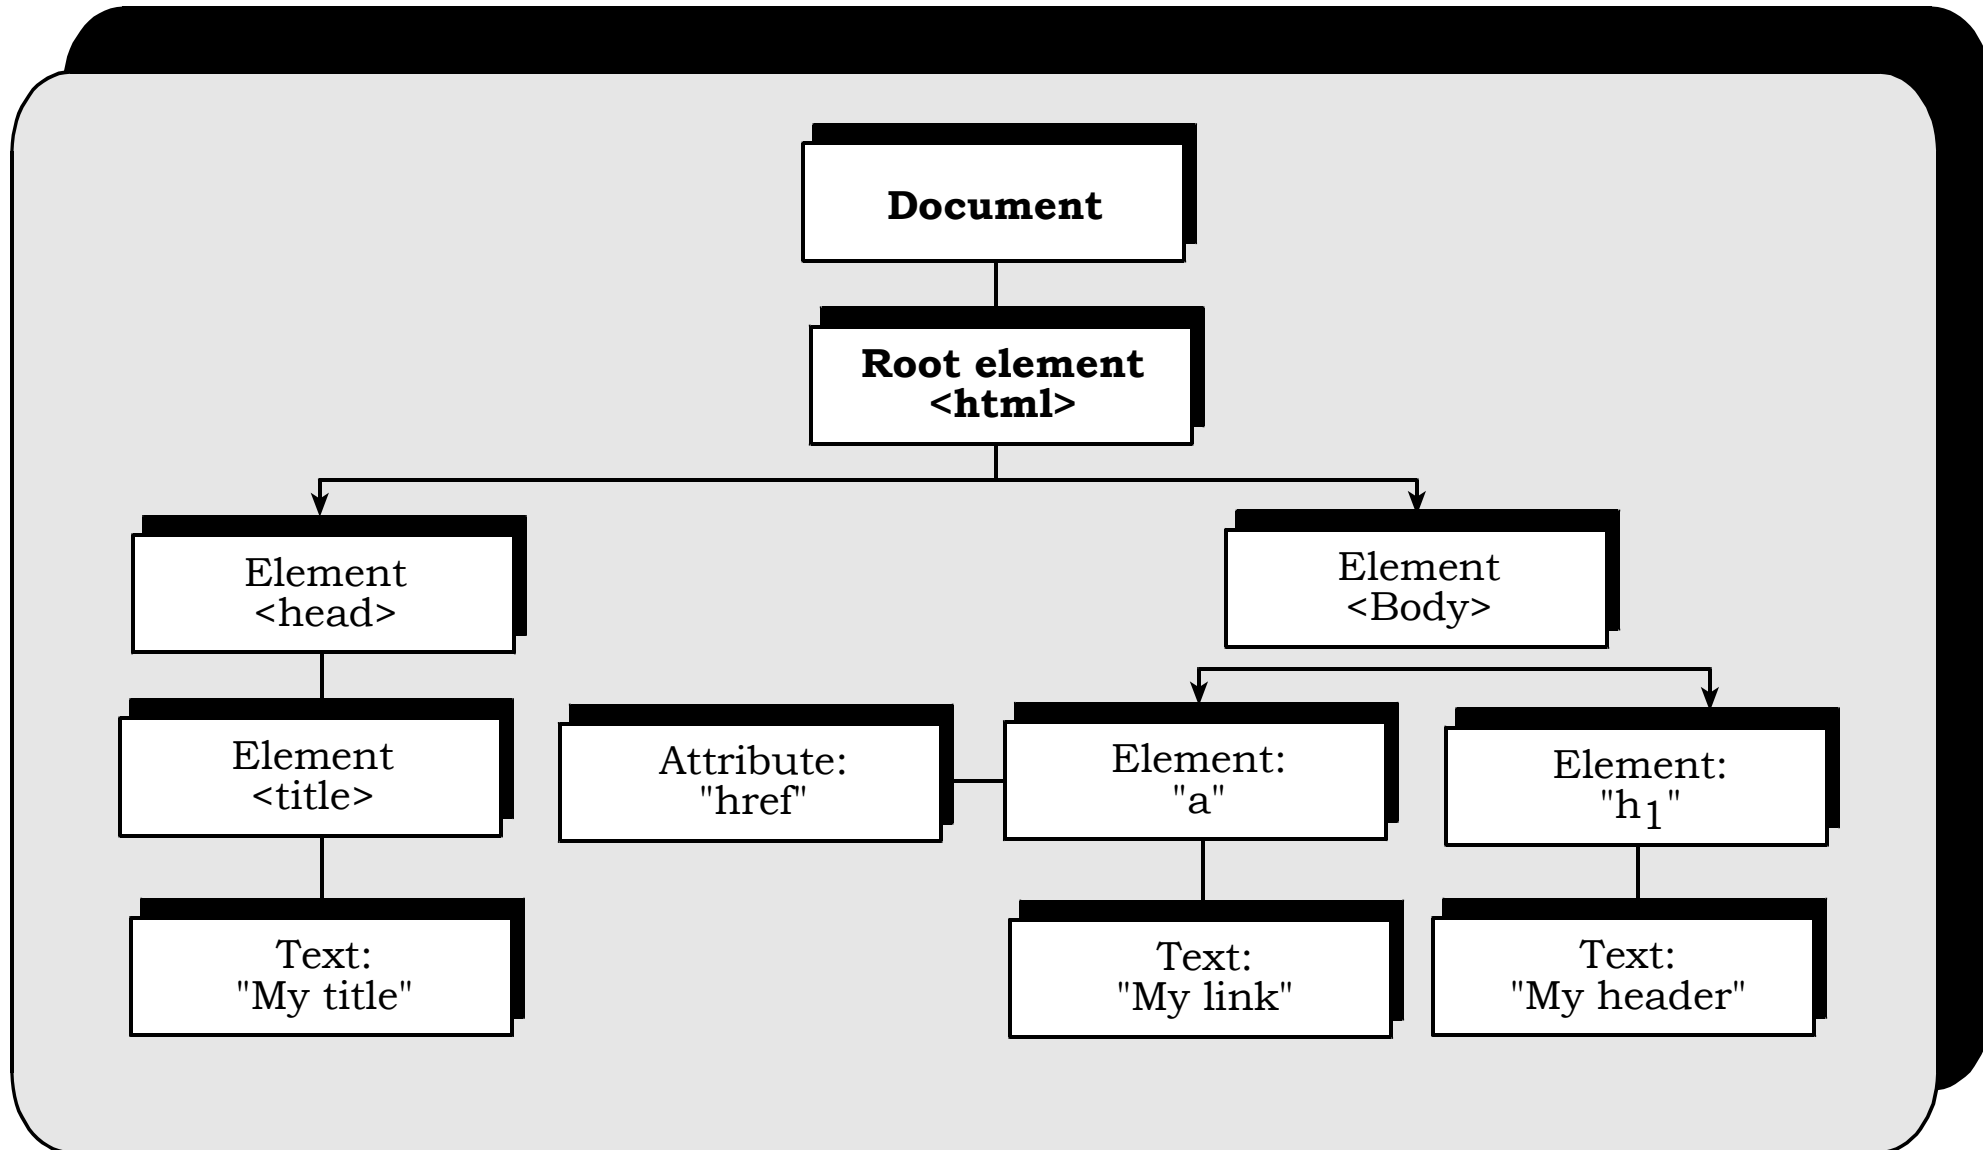 Document
Root element
<html>
Element
<head>
Element
<Body>
Element
<title>
Attribute:
"href"
Element:
"a"
Element:
"h1"
Text:
"My title"
Text:
"My link"
Text:
"My header"